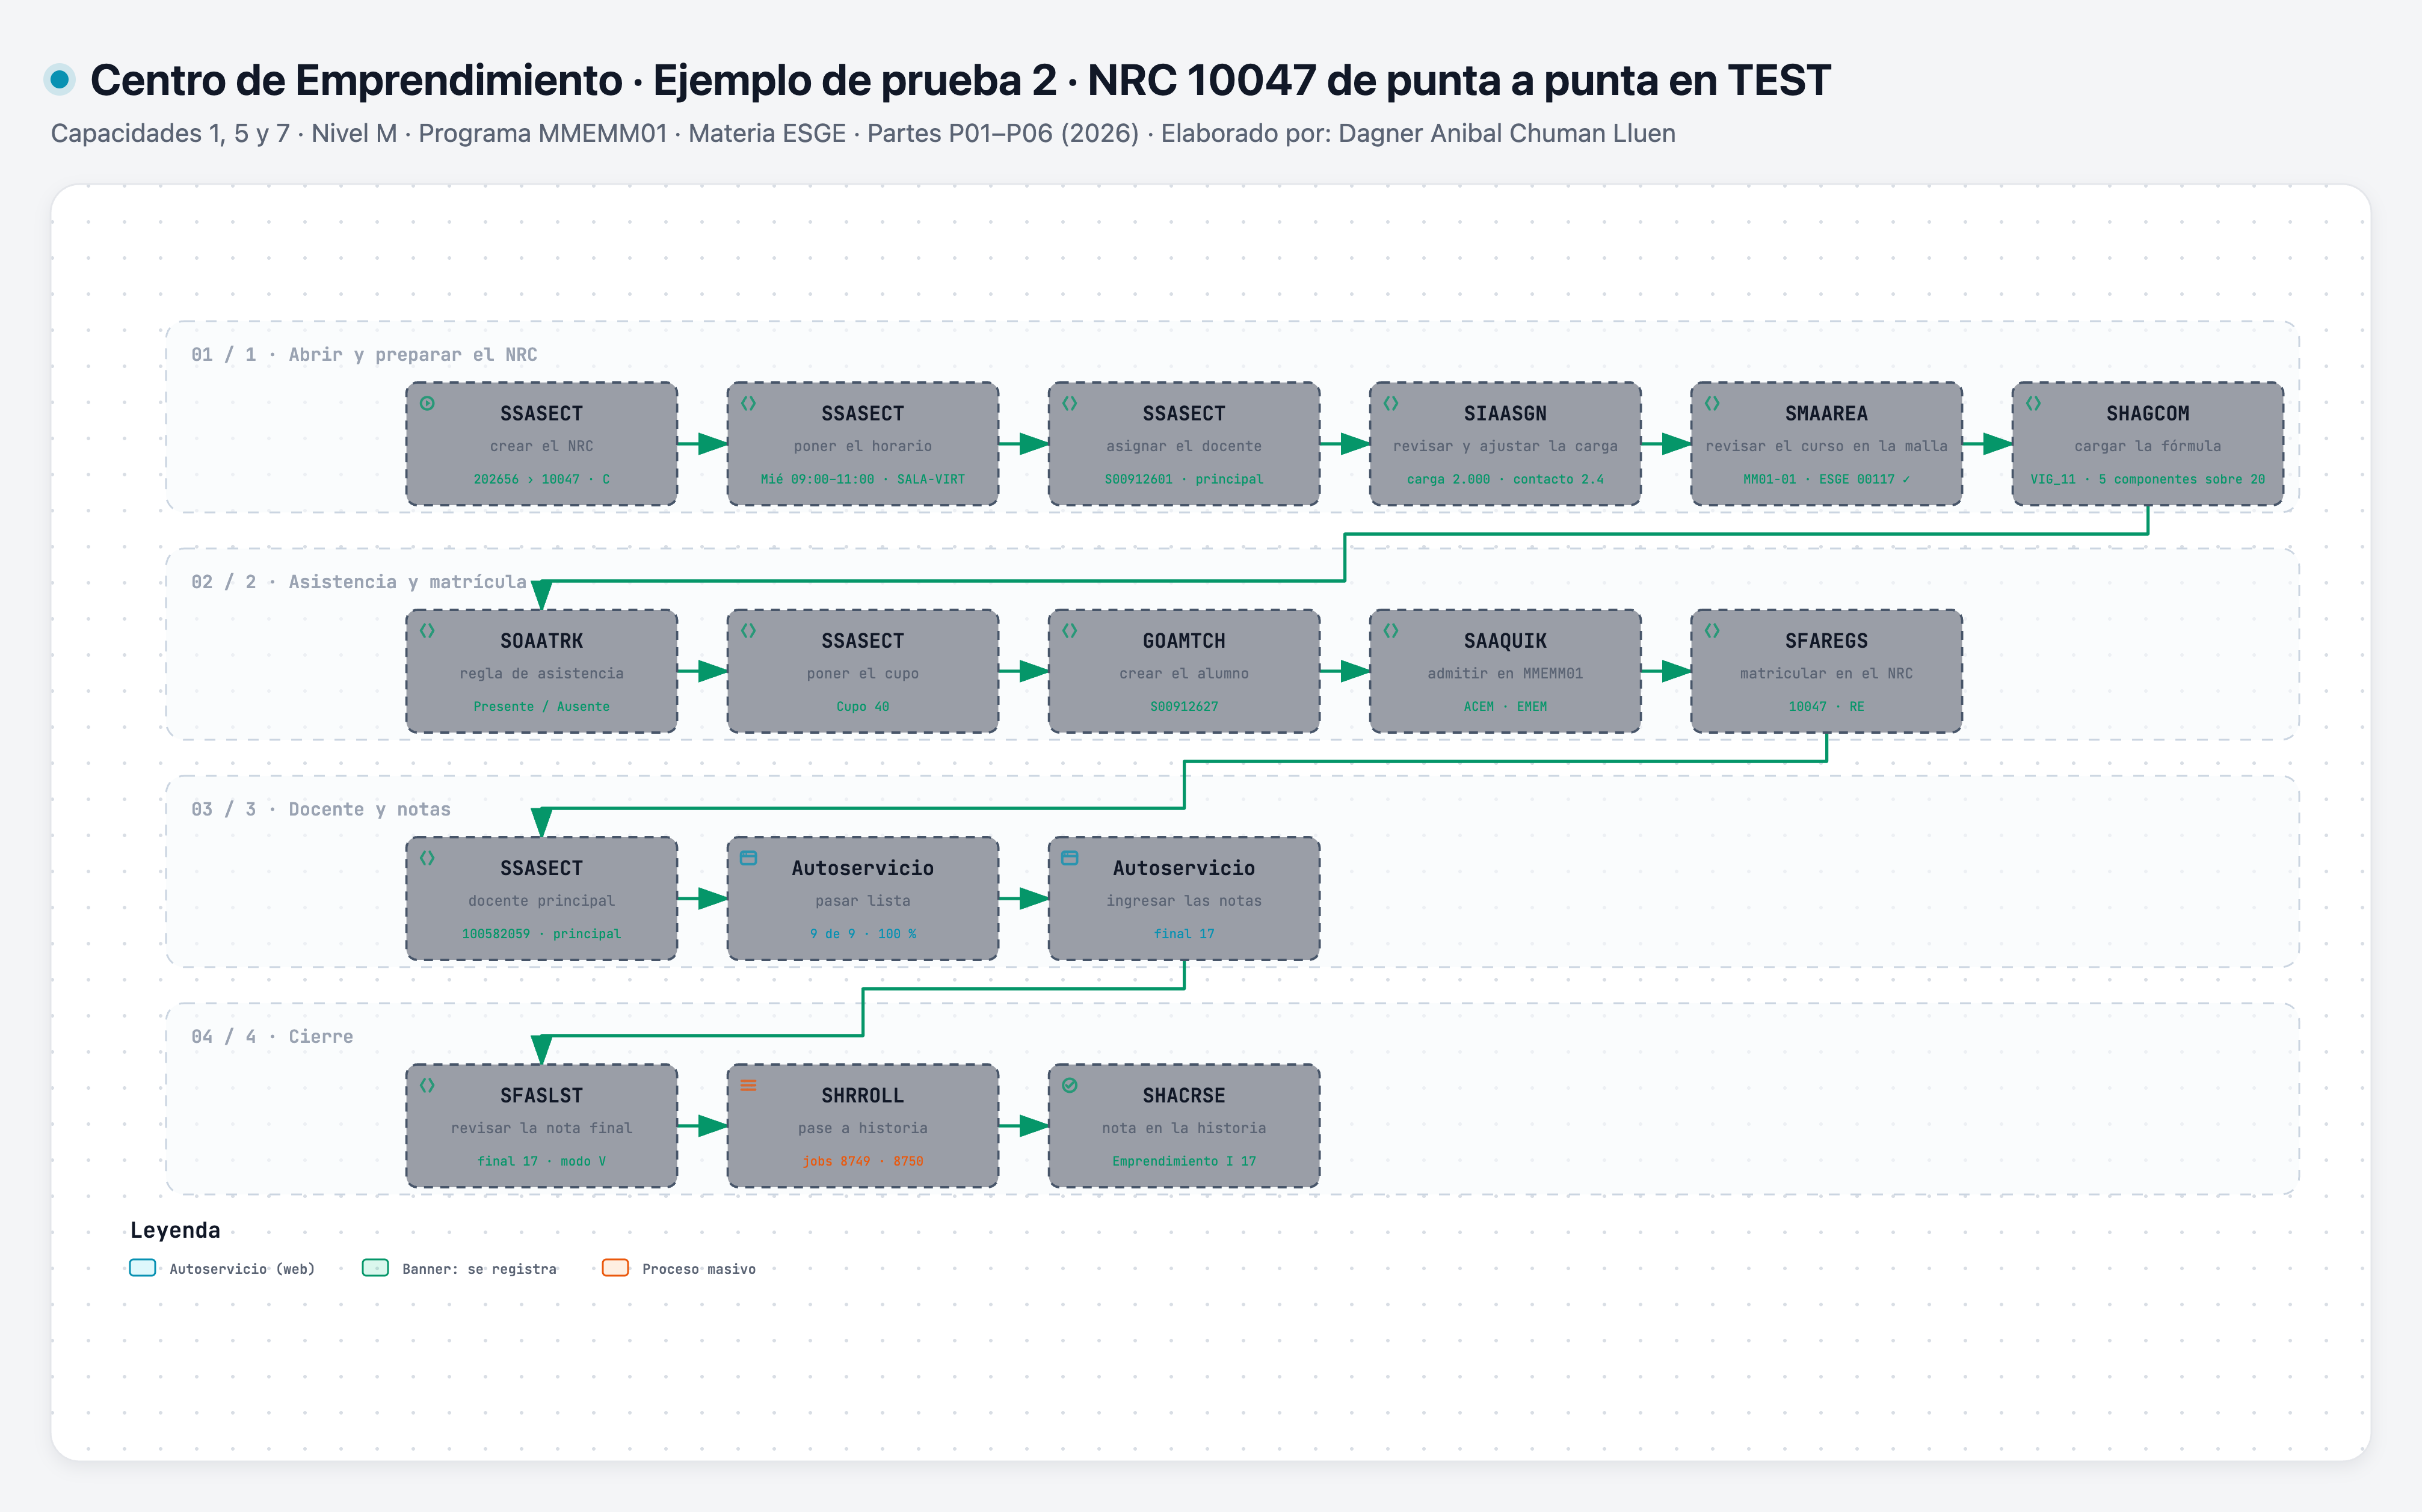 Centro de Emprendimiento · Ejemplo de prueba 2 · NRC 10047 de punta a punta en TEST
Capacidades 1, 5 y 7 · Nivel M · Programa MMEMM01 · Materia ESGE · Partes P01–P06 (2026) · Elaborado por: Dagner Anibal Chuman Lluen
01 / 1 · Abrir y preparar el NRC
SSASECT
crear el NRC
202656 › 10047 · C
SSASECT
poner el horario
Mié 09:00–11:00 · SALA-VIRT
SSASECT
asignar el docente
S00912601 · principal
SIAASGN
revisar y ajustar la carga
carga 2.000 · contacto 2.4
SMAAREA
revisar el curso en la malla
MM01-01 · ESGE 00117 ✓
SHAGCOM
cargar la fórmula
VIG_11 · 5 componentes sobre 20
02 / 2 · Asistencia y matrícula
SOAATRK
regla de asistencia
Presente / Ausente
SSASECT
poner el cupo
Cupo 40
GOAMTCH
crear el alumno
S00912627
SAAQUIK
admitir en MMEMM01
ACEM · EMEM
SFAREGS
matricular en el NRC
10047 · RE
03 / 3 · Docente y notas
SSASECT
docente principal
100582059 · principal
Autoservicio
pasar lista
9 de 9 · 100 %
Autoservicio
ingresar las notas
final 17
04 / 4 · Cierre
SFASLST
revisar la nota final
final 17 · modo V
SHRROLL
pase a historia
jobs 8749 · 8750
SHACRSE
nota en la historia
Emprendimiento I 17
Leyenda
Autoservicio (web)
Banner: se registra
Proceso masivo